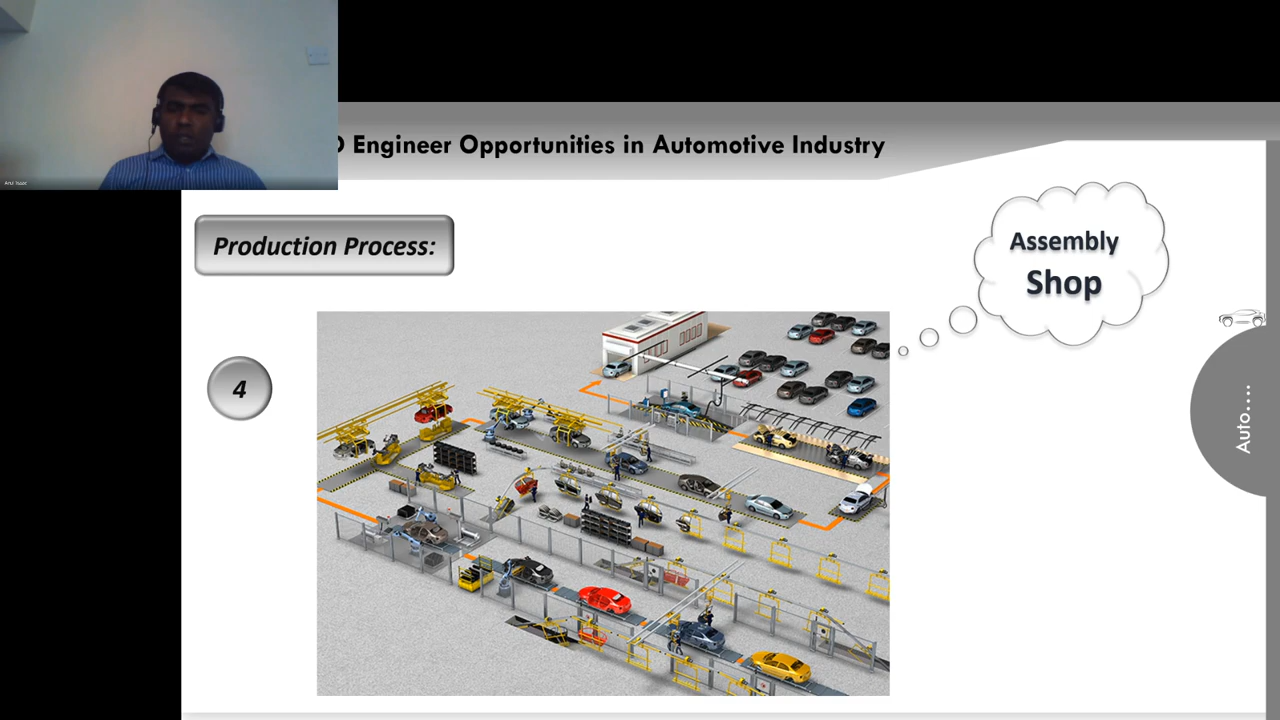 Engineer Opportunities in Automotive Industry
Production Process:
Assembly
Shop
4
Auto....